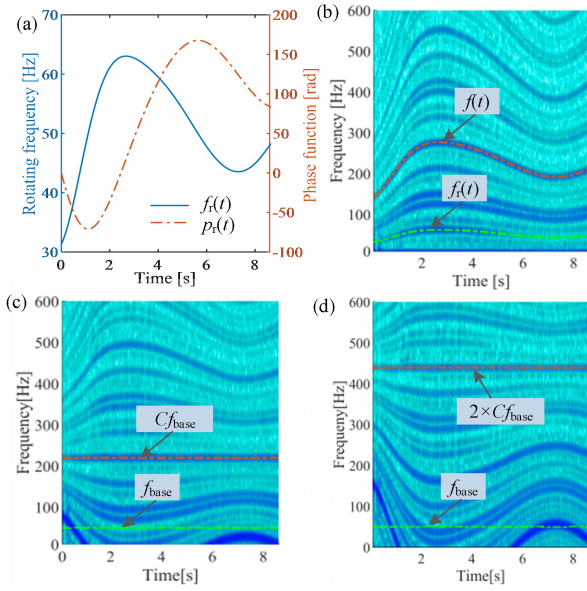 (a)
70
60
50
40
30
Rotating frequency [Hz]
200
150
100
50
0
-50
-100
Phase function [rad]
fr(t)
pr(t)
0 2 4 6 8
Time [s]
(b)
600
500
400
300
200
100
0
Frequency [Hz]
f(t)
fr(t)
2 4 6 8
Time [s]
(c)
600
500
400
300
200
100
0
Frequency[Hz]
Cfbase
fbase
0 2 4 6 8
Time[s]
(d)
600
500
400
300
200
100
0
Frequeny[Hz]
2×Cfbase
fbase
2 4 6 8
Time[s]